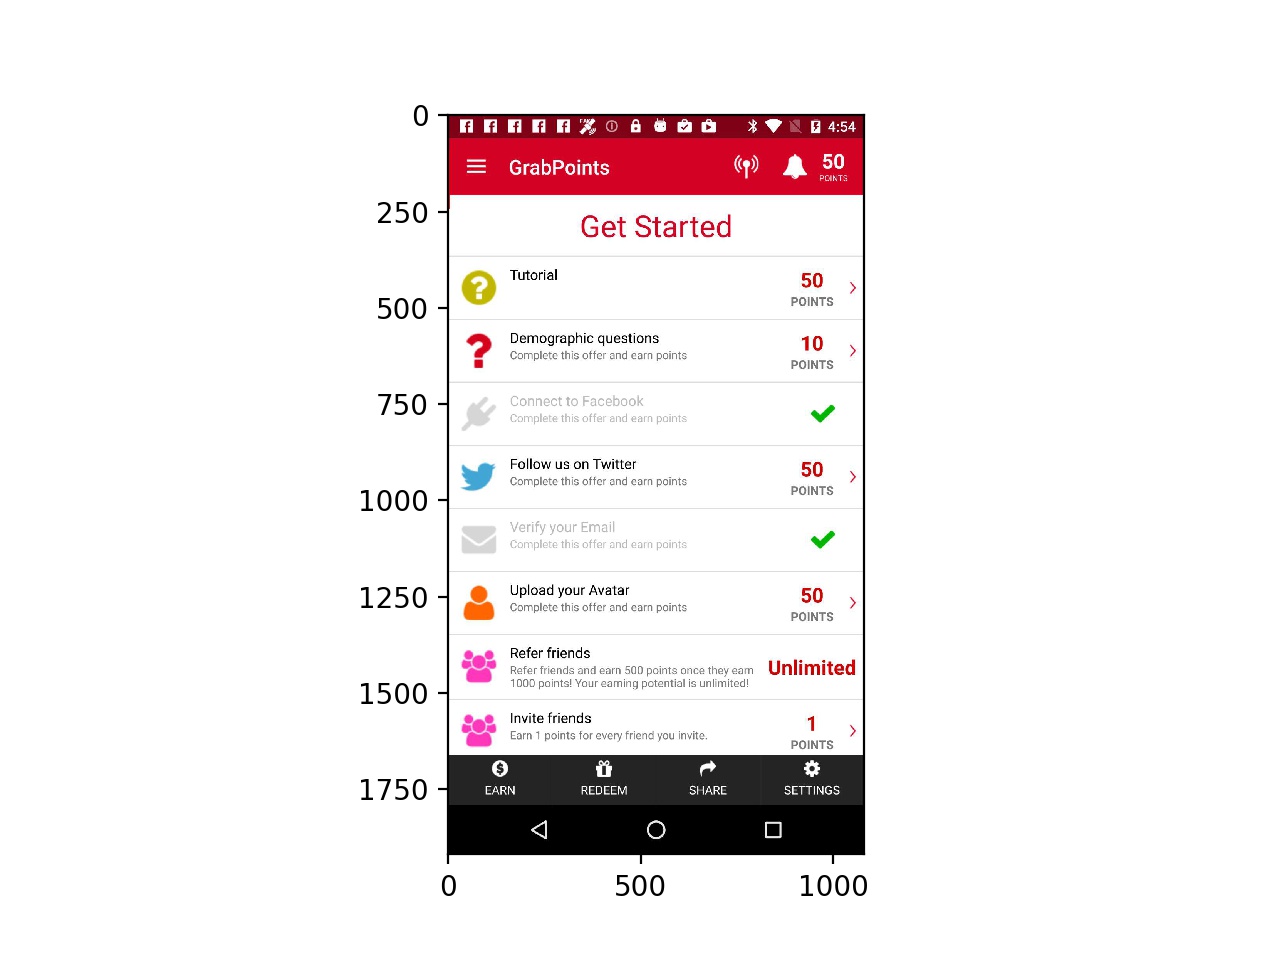 0
4:54
GrabPoints
50
POINTS
250
Get Started
Tutorial
50
POINTS
500
Demographic questions
Complete this offer and earn points
10
POINTS
750
Connect to Facebook
Complete this offer and earn points
Follow us on Twitter
Complete this offer and earn points
50
POINTS
1000
Verify your Email
Complete this offer and earn points
1250
Upload your Avatar
Complete this offer and earn points
50
POINTS
Refer friends
Refer friends and earn 500 points once they earn
1000 points! Your earning potential is unlimited!
Unlimited
1500
Invite friends
Earn 1 points for every friend you invite.
1
POINTS
1750
EARN
REDEEM
SHARE
SETTINGS
0
500
1000